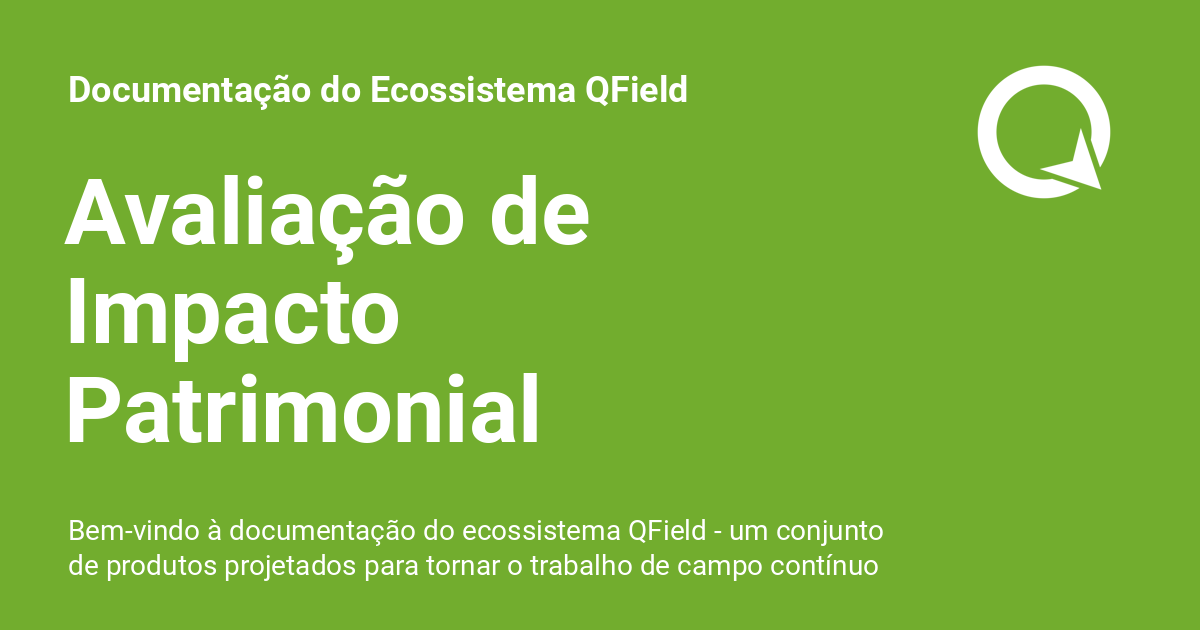 Documentação do Ecossistema QField
Avaliação de
Impacto
Patrimonial
Bem-vindo à documentação do ecossistema QField - um conjunto
de produtos projetados para tornar o trabalho de campo contínuo